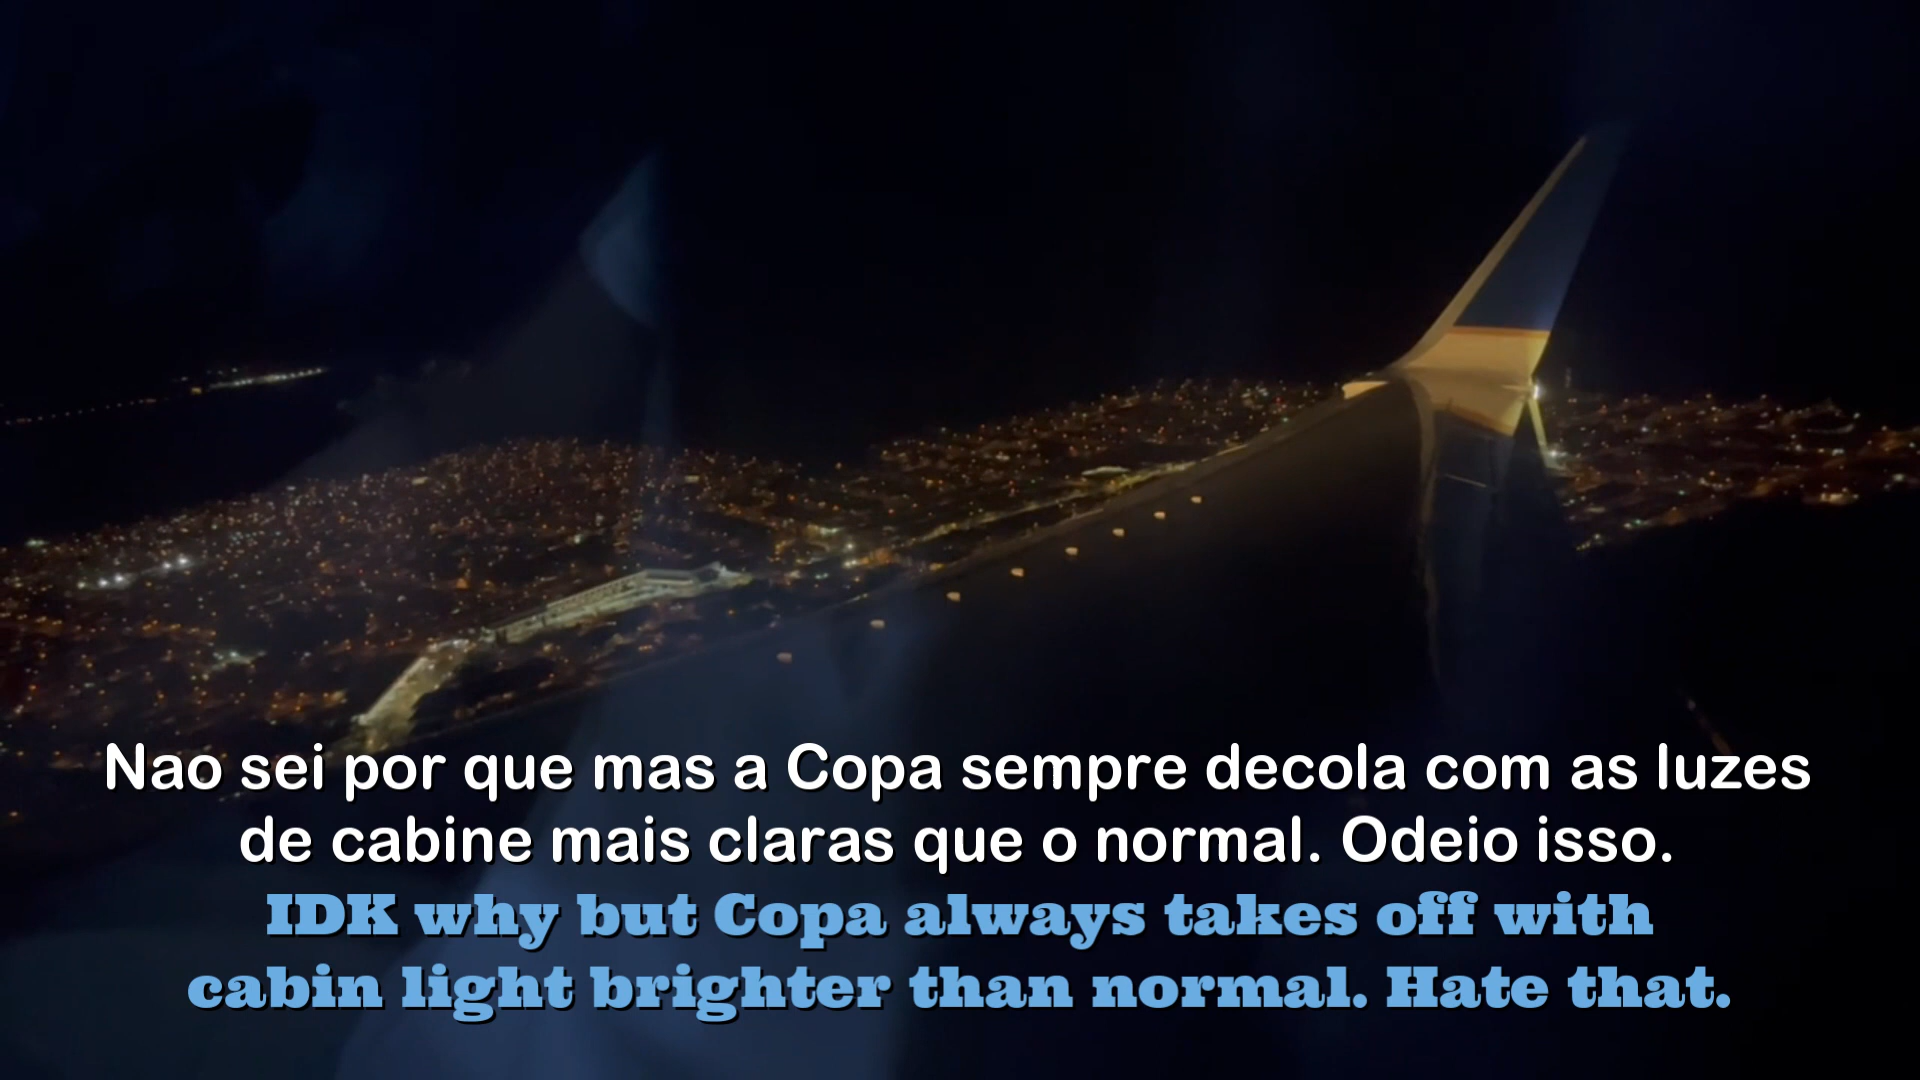 Nao sei por que mas a Copa sempre decola com as luzes
de cabine mais claras que o normal. Odeio isso.
IDK why but Copa always takes off with
cabin light brighter than normal. Hate that.